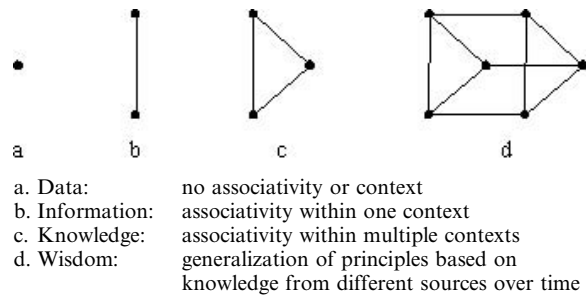 a b c d
a. Data: no associativity or context
b. Information: associativity within one context
c. Knowledge: associativity within multiple contexts
d. Wisdom: generalization of principles based on
knowledge from different sources over time